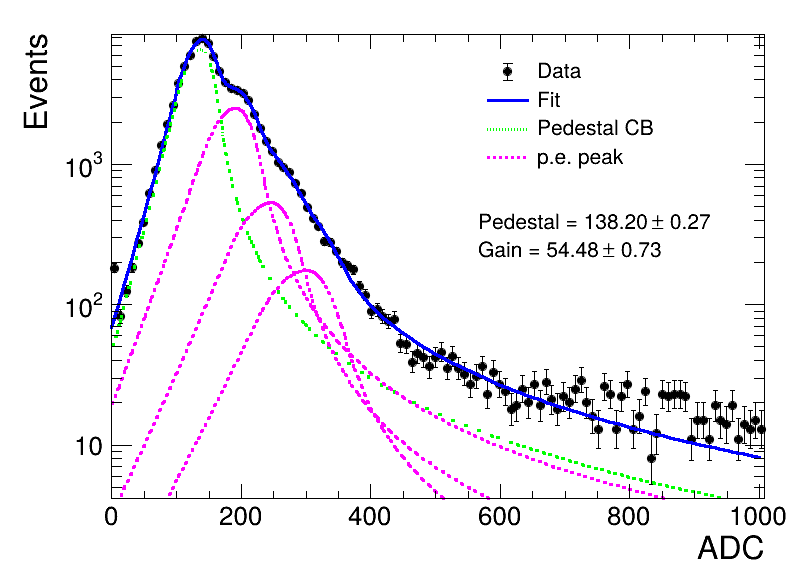 Events
Data
Fit
Pedestal CB
p.e. peak
Pedestal = 138.20 ± 0.27
Gain = 54.48 ± 0.73
10³
10²
10
0 200 400 600 800 1000
ADC